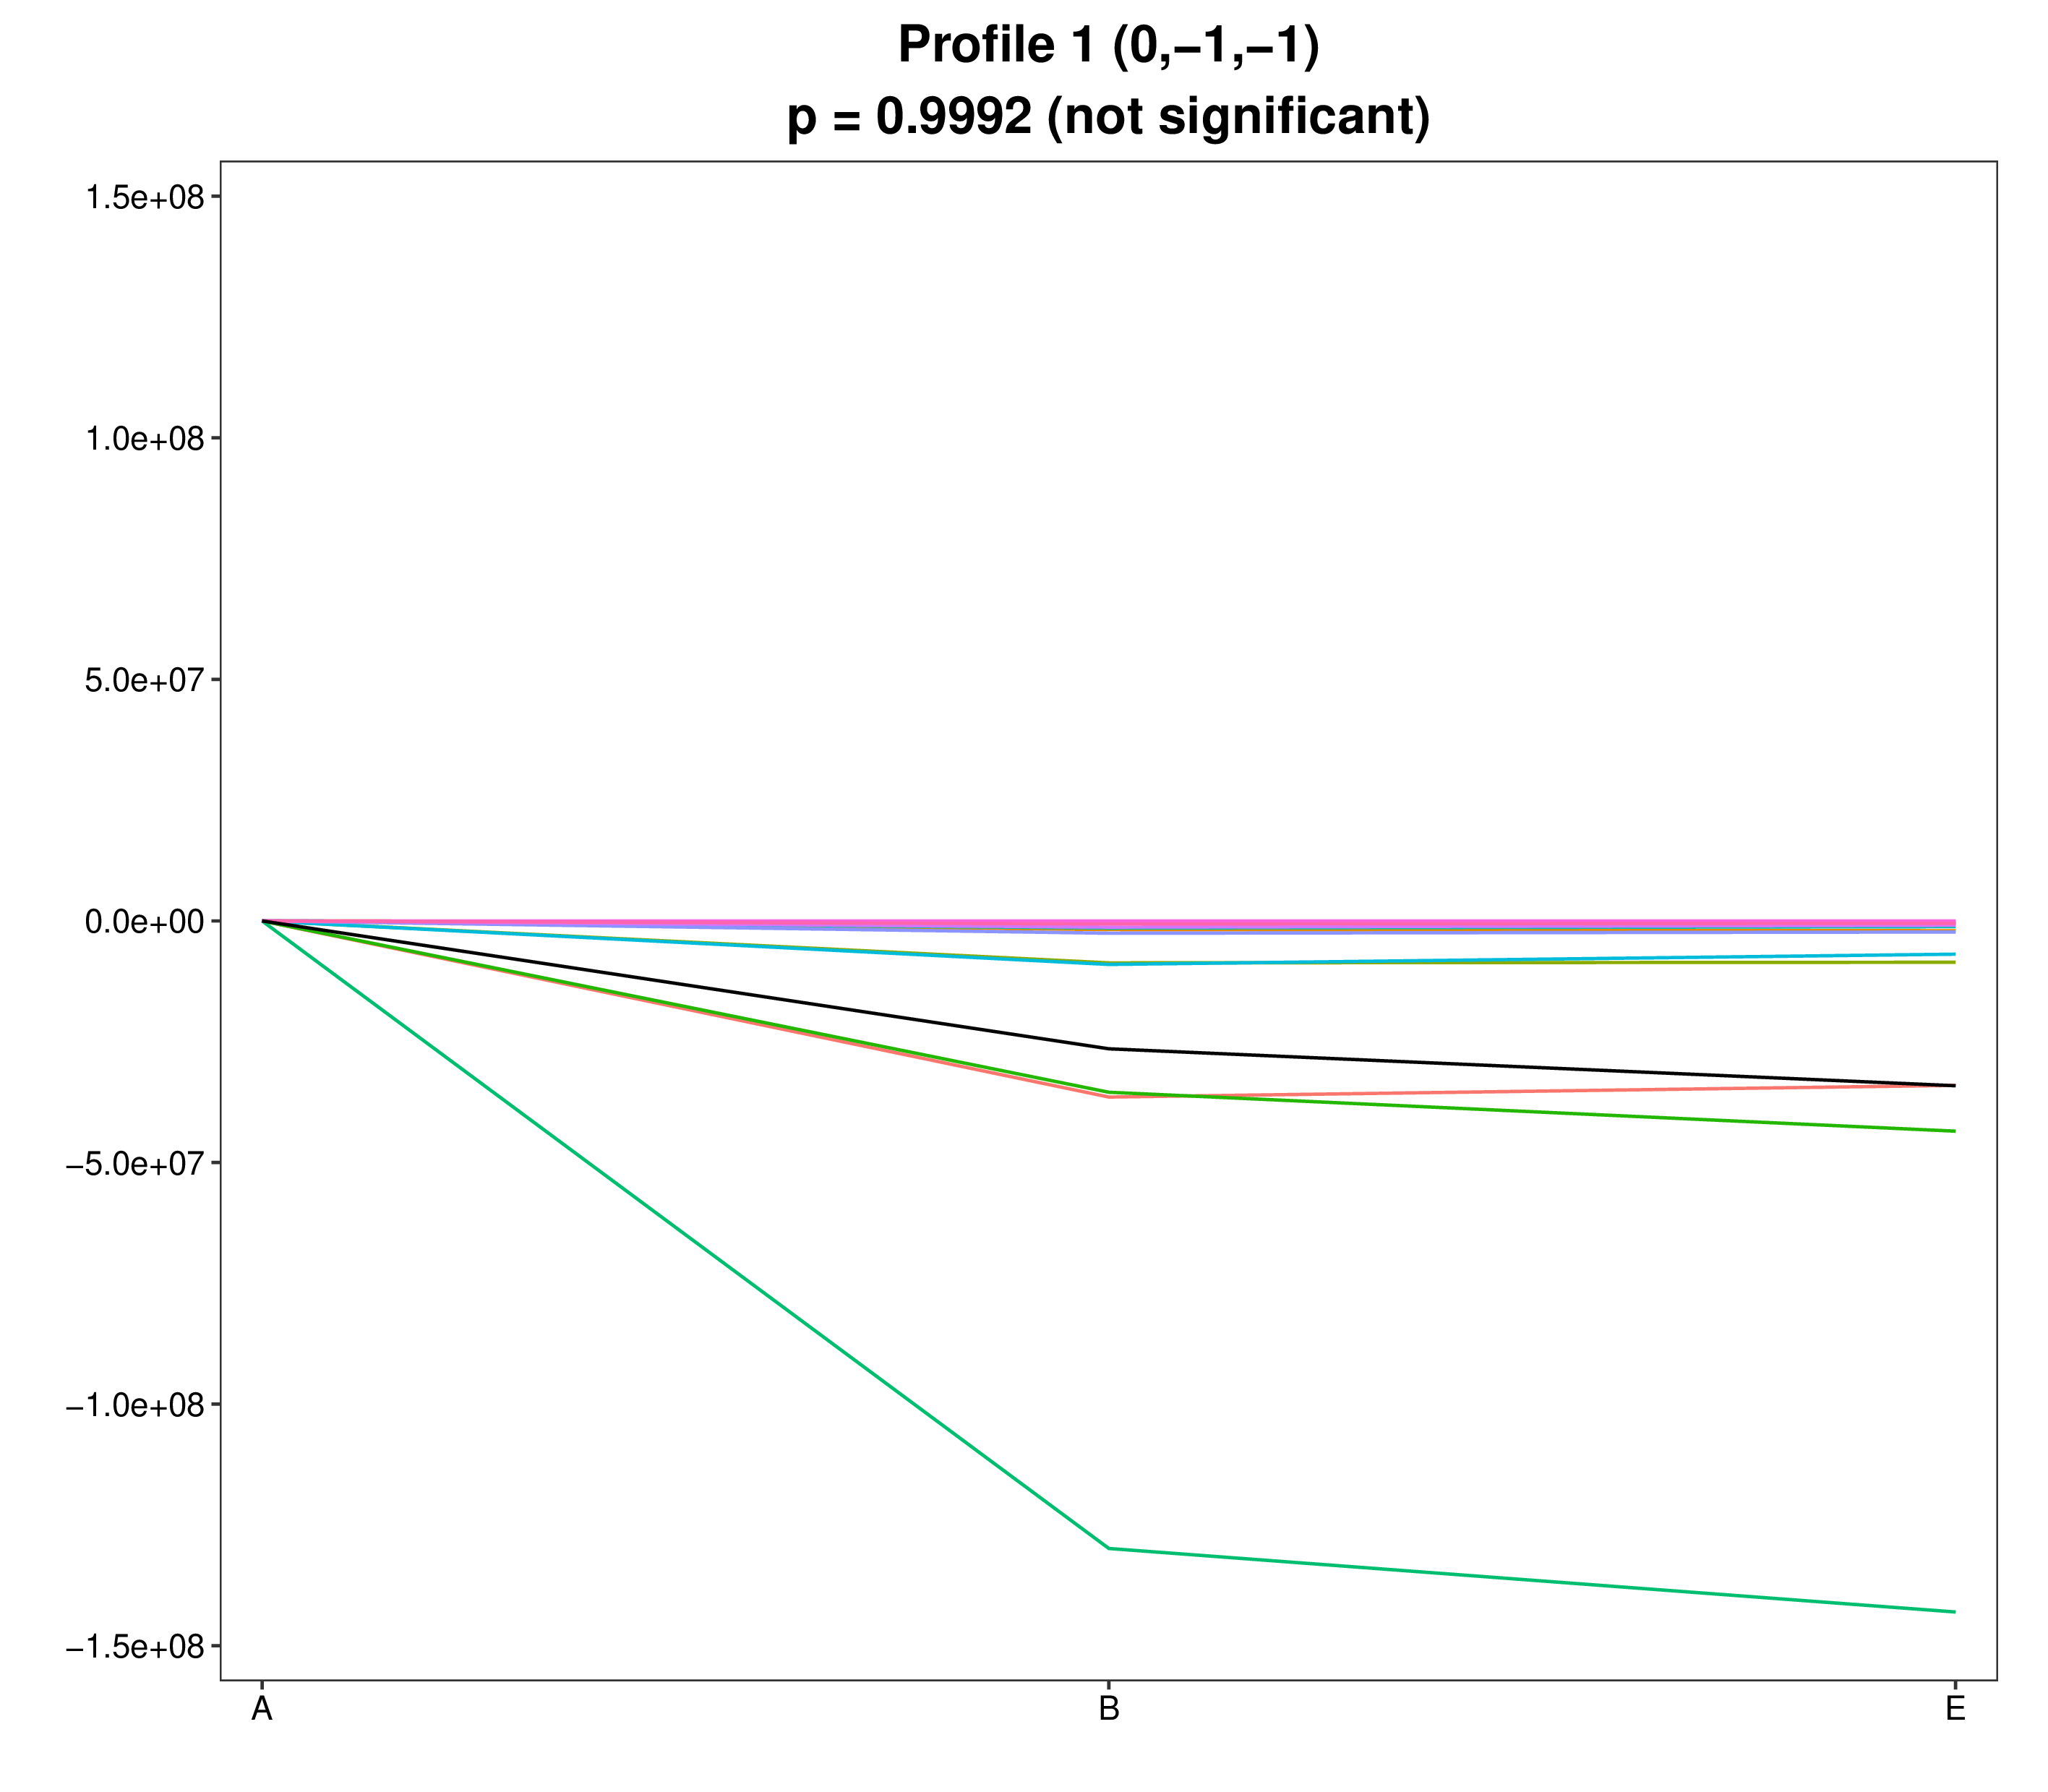 Profile 1 (0,−1,−1)
p = 0.9992 (not significant)
1.5e+08
1.0e+08
5.0e+07
0.0e+00
−5.0e+07
−1.0e+08
−1.5e+08
A B E